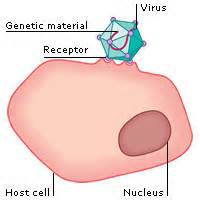 Virus
Genetic material
Receptor
Host cell
Nucleus